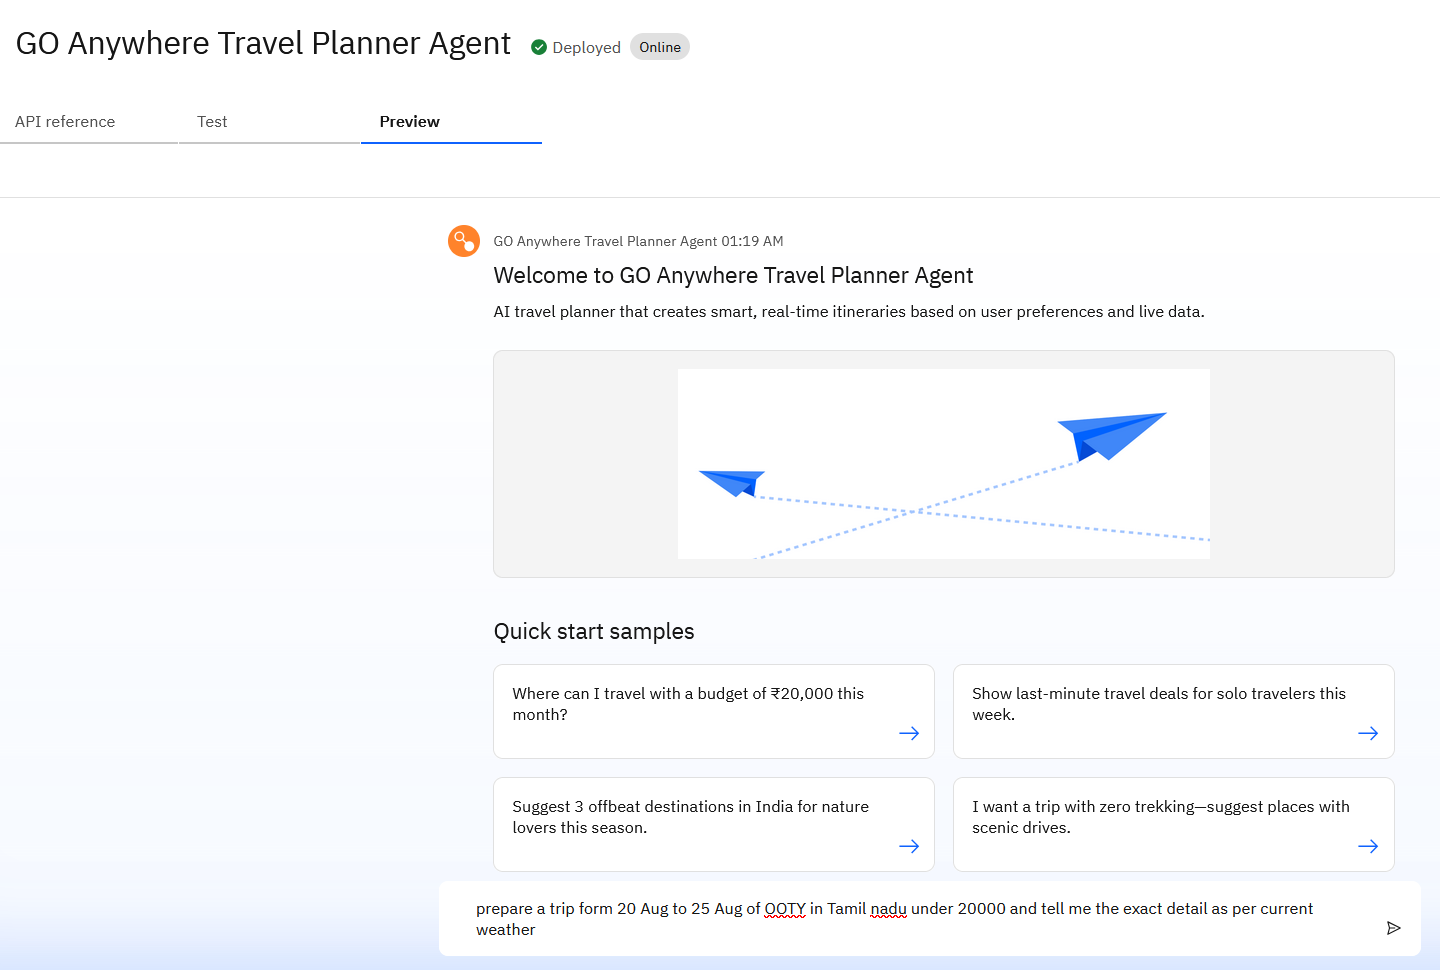 GO Anywhere Travel Planner Agent
Deployed
Online
API reference
Test
Preview
GO Anywhere Travel Planner Agent 01:19 AM
Welcome to GO Anywhere Travel Planner Agent
AI travel planner that creates smart, real-time itineraries based on user preferences and live data.
Quick start samples
Where can I travel with a budget of ₹20,000 this
month?
Show last-minute travel deals for solo travelers this
week.
Suggest 3 offbeat destinations in India for nature
lovers this season.
I want a trip with zero trekking—suggest places with
scenic drives.
prepare a trip form 20 Aug to 25 Aug of OOTY in Tamil nadu under 20000 and tell me the exact detail as per current
weather